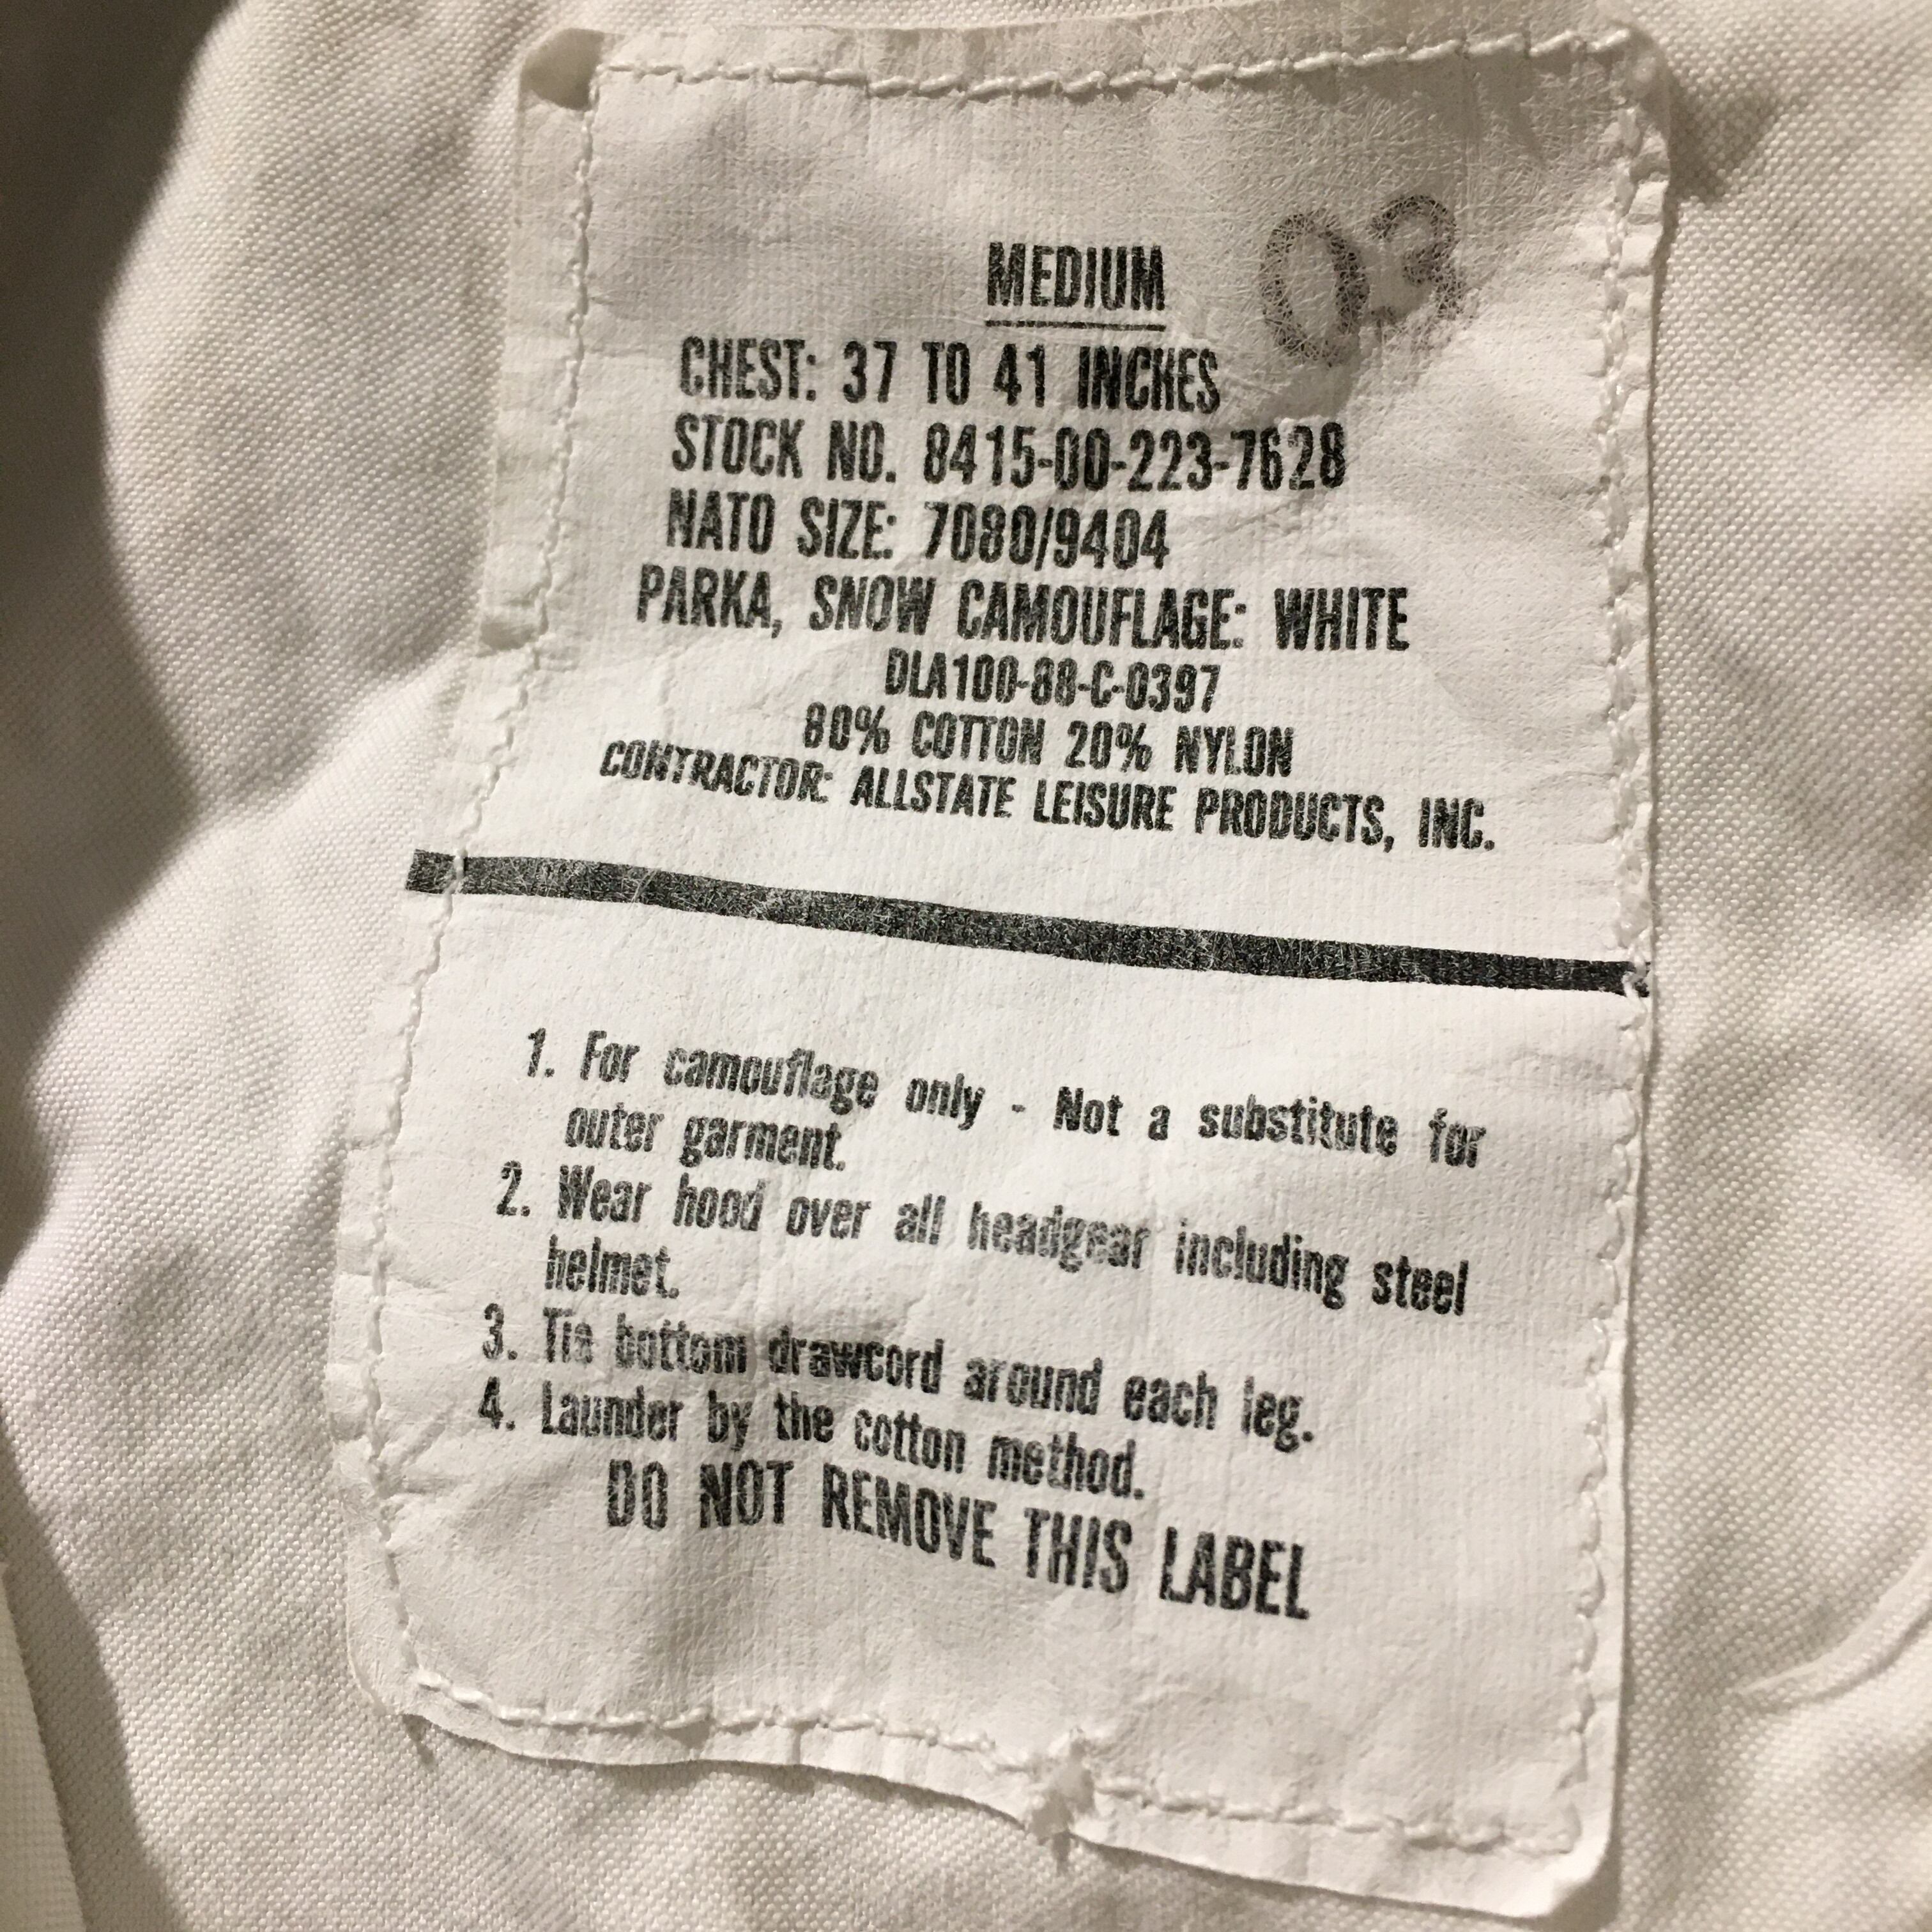 03
MEDIUM
CHEST: 37 TO 41 INCHES
STOCK NO. 8415-00-223-7628
NATO SIZE: 7080/9404
PARKA, SNOW CAMOUFLAGE: WHITE
DLA100-88-C-0397
80% COTTON 20% NYLON
CONTRACTOR: ALLSTATE LEISURE PRODUCTS, INC.
1. For camouflage only - Not a substitute for
outer garment.
2. Wear hood over all headgear including steel
helmet.
3. Tie bottom drawcord around each leg.
4. Launder by the cotton method.
DO NOT REMOVE THIS LABEL